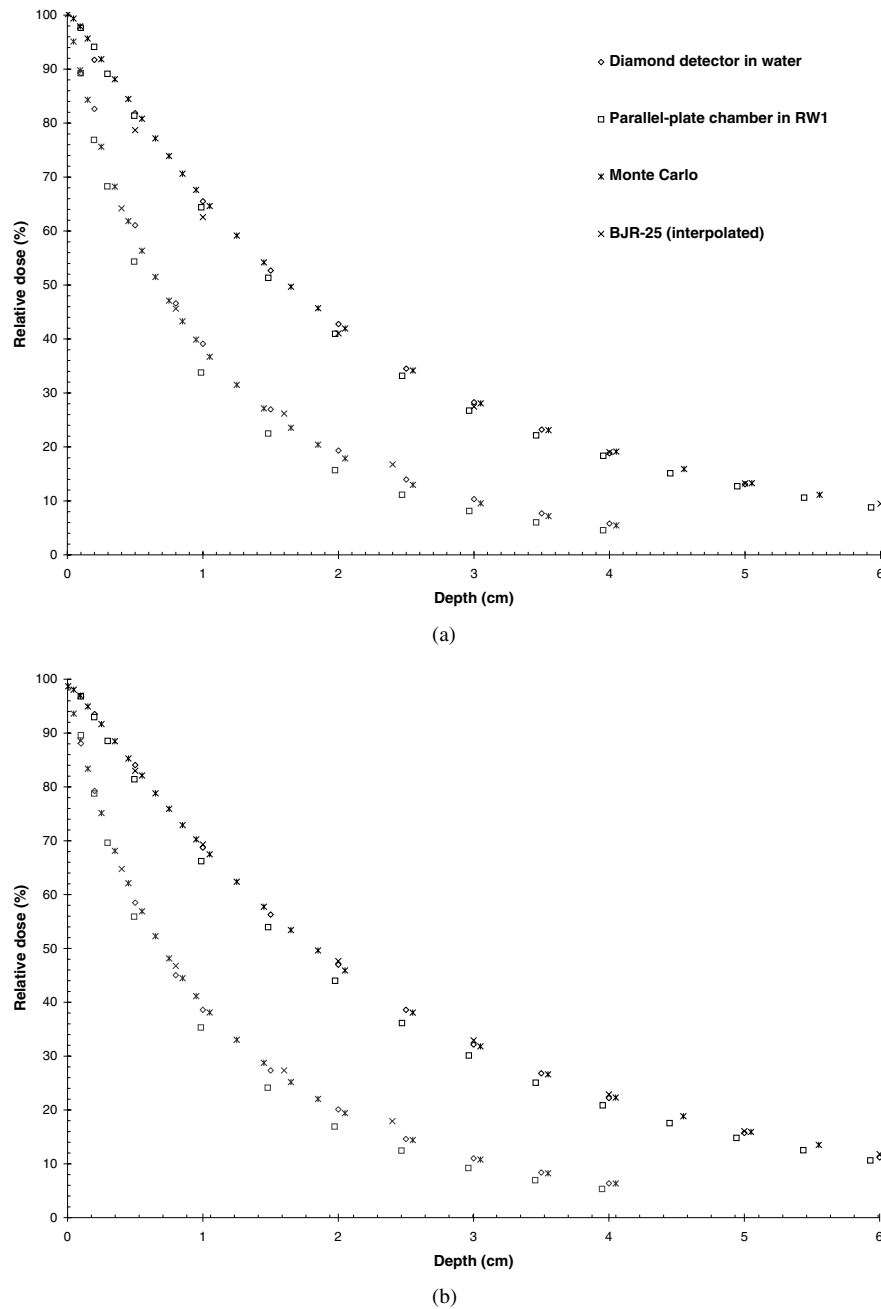 100
90
80
70
60
50
40
30
20
10
0
Relative dose (%)
Diamond detector in water
Parallel-plate chamber in RW1
Monte Carlo
BJR-25 (interpolated)
0 1 2 3 4 5 6
Depth (cm)
(a)
100
90
80
70
60
50
40
30
20
10
0
Relative dose (%)
0 1 2 3 4 5 6
Depth (cm)
(b)